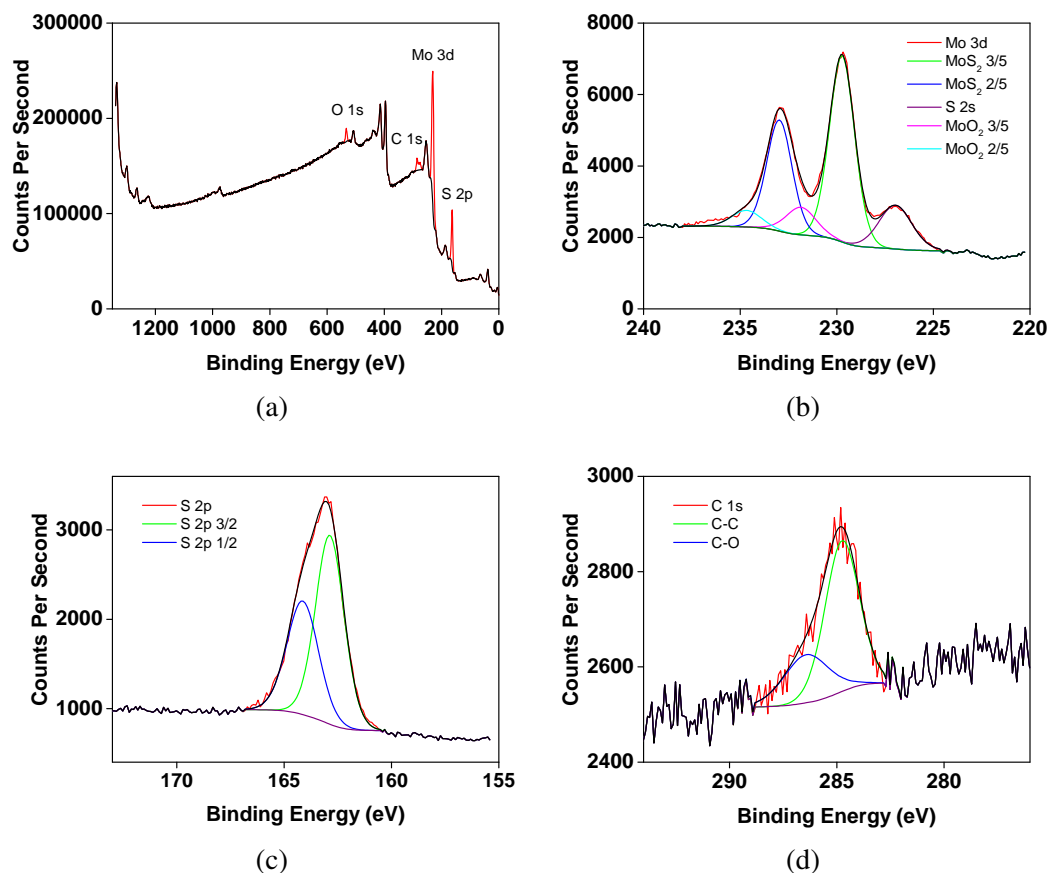 300000
200000
100000
0
Counts Per Second
Mo 3d
O 1s
C 1s
S 2p
1200 1000 800 600 400 200 0
Binding Energy (eV)
(a)
8000
6000
4000
2000
0
Counts Per Second
Mo 3d
MoS₂ 3/5
MoS₂ 2/5
S 2s
MoO₂ 3/5
MoO₂ 2/5
240 235 230 225 220
Binding Energy (eV)
(b)
3000
2000
1000
Counts Per Second
S 2p
S 2p 3/2
S 2p 1/2
170 165 160 155
Binding Energy (eV)
(c)
3000
2800
2600
2400
Counts Per Second
C 1s
C-C
C-O
290 285 280
Binding Energy (eV)
(d)